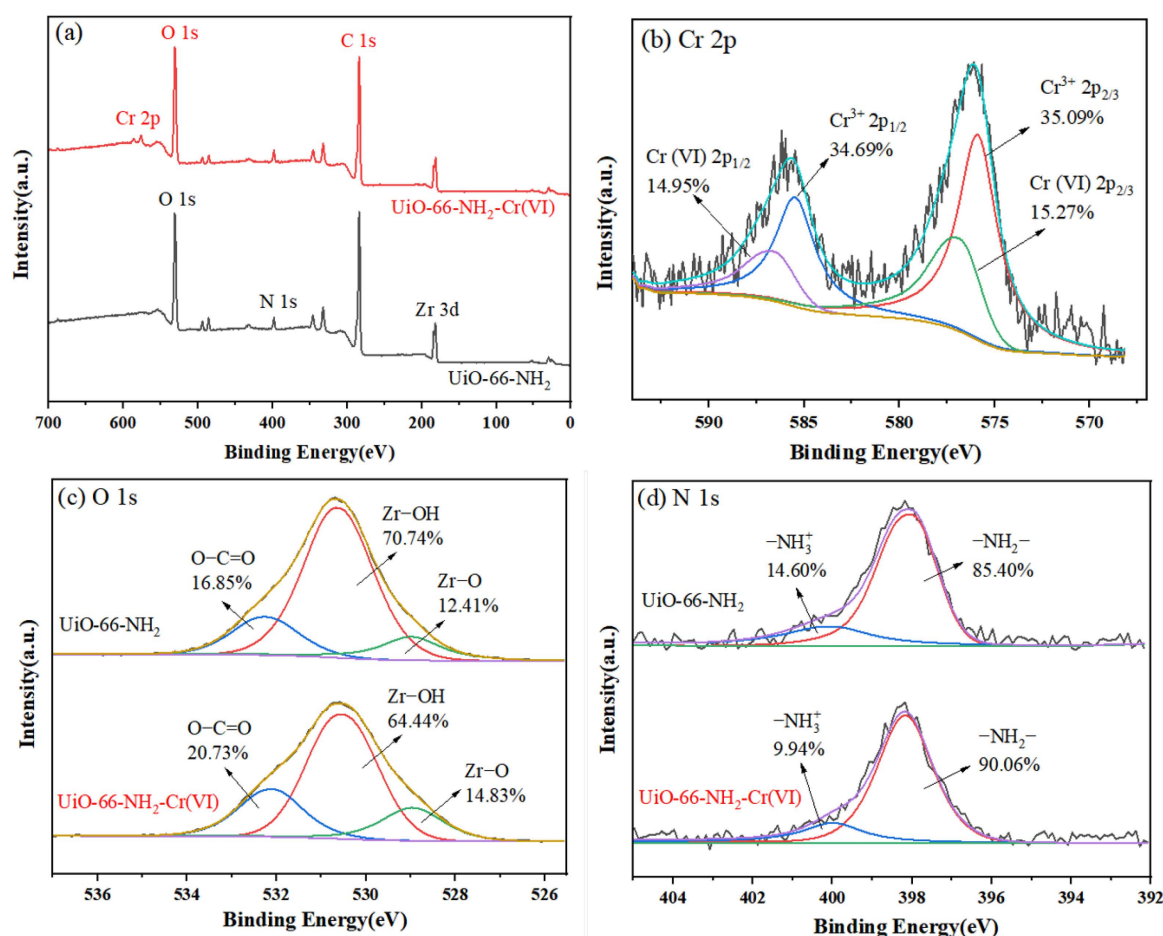 (a)
O 1s
C 1s
Cr 2p
UiO-66-NH₂-Cr(VI)
O 1s
N 1s
Zr 3d
UiO-66-NH₂
Intensity(a.u.)
700 600 500 400 300 200 100 0
Binding Energy(eV)
(b) Cr 2p
Cr³⁺ 2p₂/₃
35.09%
Cr³⁺ 2p₁/₂
34.69%
Cr (VI) 2p₁/₂
14.95%
Cr (VI) 2p₂/₃
15.27%
Intensity(a.u.)
590 585 580 575 570
Binding Energy(eV)
(c) O 1s
Zr−OH
70.74%
O−C=O
16.85%
Zr−O
12.41%
UiO-66-NH₂
Zr−OH
64.44%
O−C=O
20.73%
Zr−O
14.83%
UiO-66-NH₂-Cr(VI)
Intensity(a.u.)
536 534 532 530 528 526
Binding Energy(eV)
(d) N 1s
−NH₃⁺
14.60%
−NH₂−
85.40%
UiO-66-NH₂
−NH₃⁺
9.94%
−NH₂−
90.06%
UiO-66-NH₂-Cr(VI)
Intensity(a.u.)
404 402 400 398 396 394 392
Binding Energy(eV)